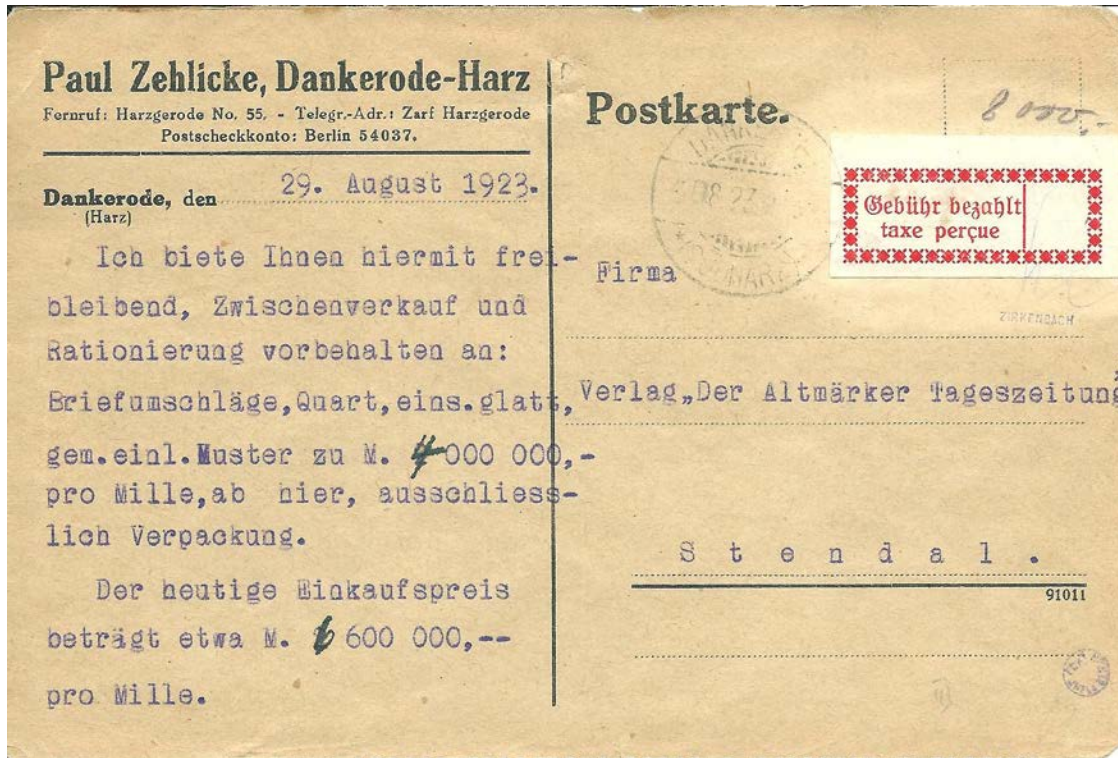 Paul Zehlicke, Dankerode-Harz
Fernruf: Harzgerode No. 55. - Telegr.-Adr.: Zarf Harzgerode
Postscheckkonto: Berlin 54037.
Dankerode, den 29. August 1923.
(Harz)
Ich biete Ihnen hiermit frei-
bleibend, Zwischenverkauf und
Rationierung vorbehalten an:
Briefumschläge,Quart,eins.glatt,
gem.einl.Muster zu M. 4 000 000,-
pro Mille,ab hier, ausschliess-
lich Verpackung.
Der heutige Einkaufspreis
beträgt etwa M. 6 600 000,--
pro Mille.
Postkarte.
8 000,-
Gebühr bezahlt
taxe perçue
Firma
ZIRKENBACH
Verlag„Der Altmärker Tageszeitung
Stendal.
91011